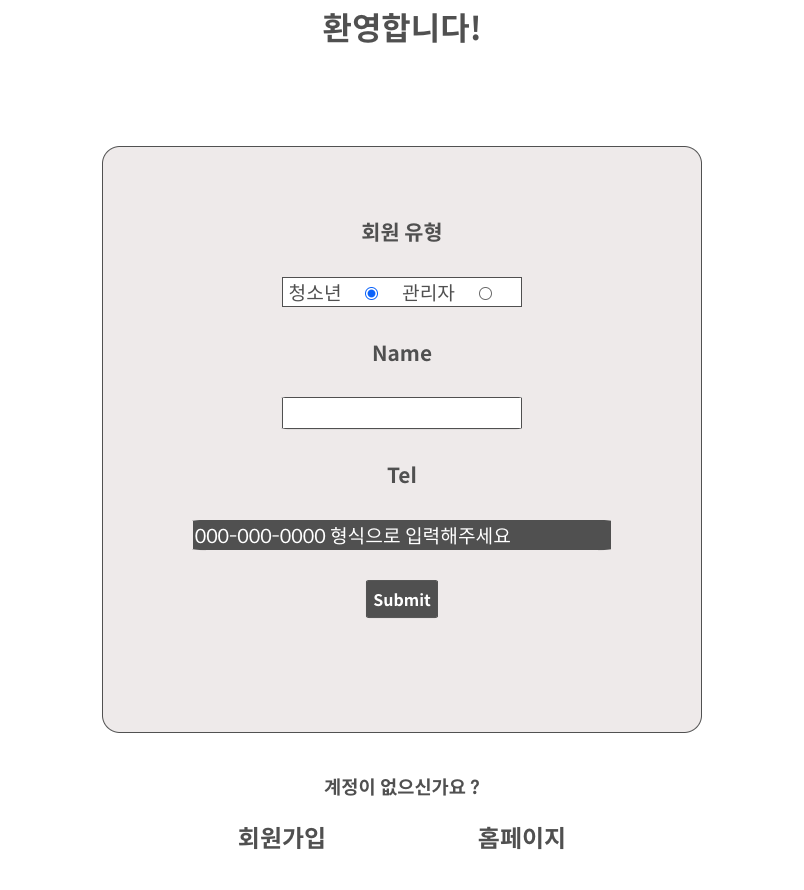 환영합니다!
회원 유형
청소년 관리자
Name
Tel
000-000-0000 형식으로 입력해주세요
Submit
계정이 없으신가요 ?
회원가입 홈페이지